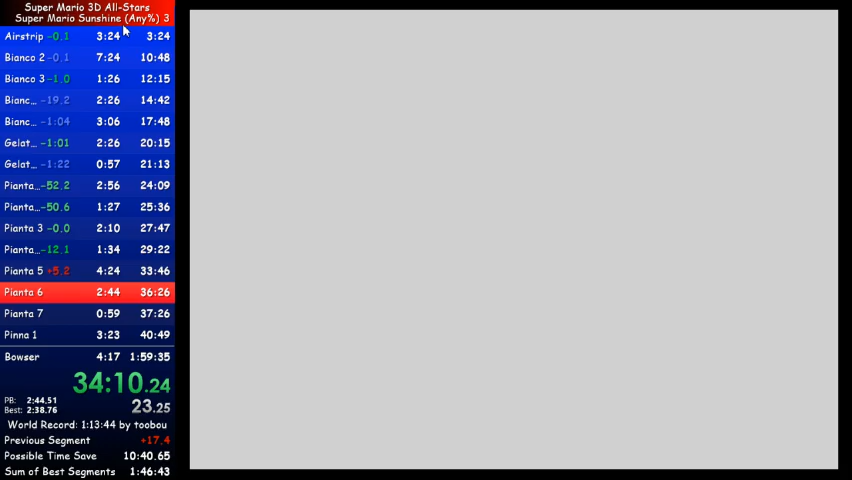 Super Mario 3D All-Stars
Super Mario Sunshine (Any%) 3
Airstrip -0.1 3:24 3:24
Bianco 2 -0.1 7:24 10:48
Bianco 3 -1.0 1:26 12:15
Bianc... -19.2 2:26 14:42
Bianc... -1:04 3:06 17:48
Gelat... -1:01 2:26 20:15
Gelat... -1:22 0:57 21:13
Pianta...-52.2 2:56 24:09
Pianta...-50.6 1:27 25:36
Pianta 3 -0.0 2:10 27:47
Pianta...-12.1 1:34 29:22
Pianta 5 +5.2 4:24 33:46
Pianta 6 2:44 36:26
Pianta 7 0:59 37:26
Pinna 1 3:23 40:49
Bowser 4:17 1:59:35
34:10.24
PB: 2:44.51
Best: 2:38.76
23.25
World Record: 1:13:44 by toobou
Previous Segment +17.4
Possible Time Save 10:40.65
Sum of Best Segments 1:46:43